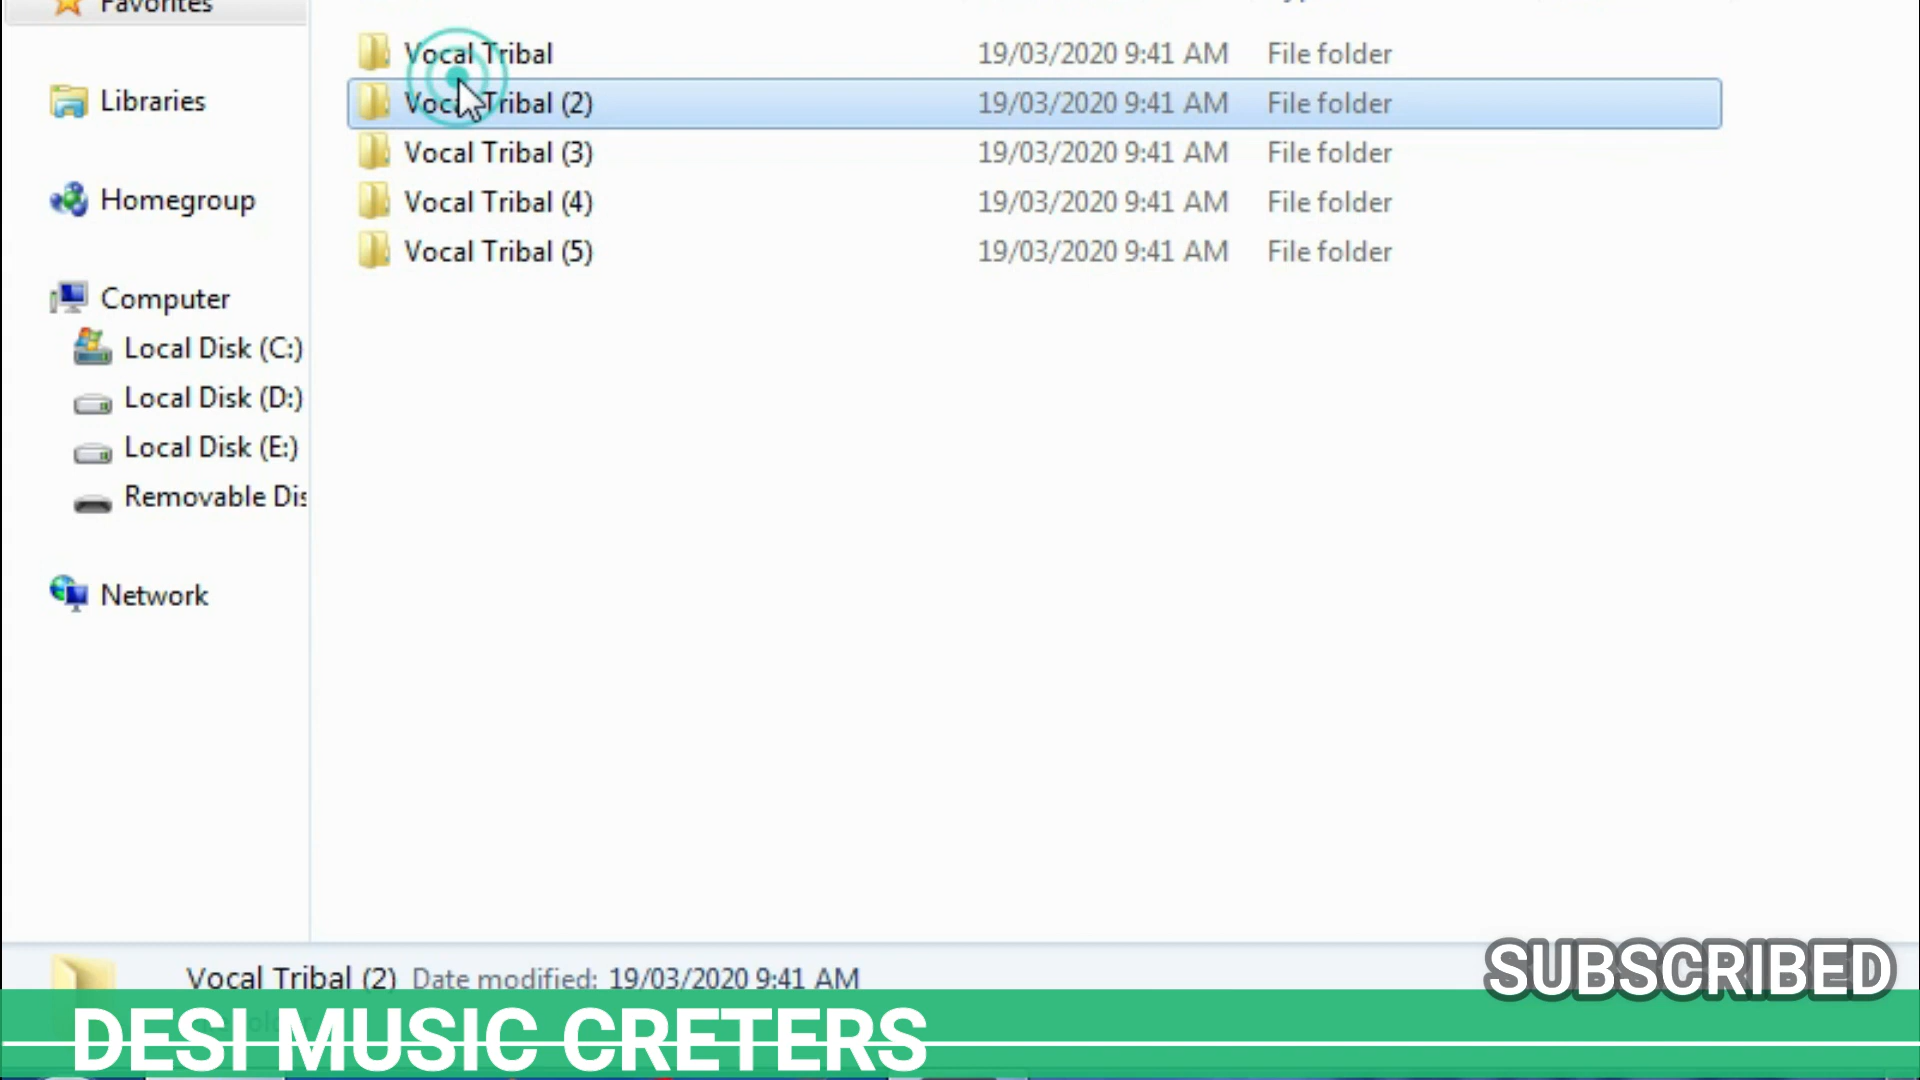 Favorites
Libraries
Homegroup
Computer
Local Disk (C:)
Local Disk (D:)
Local Disk (E:)
Removable Dis
Network
Vocal Tribal 19/03/2020 9:41 AM File folder
Vocal Tribal (2) 19/03/2020 9:41 AM File folder
Vocal Tribal (3) 19/03/2020 9:41 AM File folder
Vocal Tribal (4) 19/03/2020 9:41 AM File folder
Vocal Tribal (5) 19/03/2020 9:41 AM File folder
Vocal Tribal (2) Date modified: 19/03/2020 9:41 AM
SUBSCRIBED
DESI MUSIC CRETERS